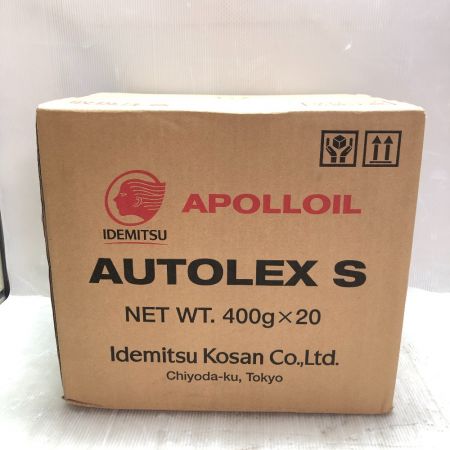 APOLLOIL
IDEMITSU
AUTOLEX S
NET WT. 400g×20
Idemitsu Kosan Co.,Ltd.
Chiyoda-ku, Tokyo